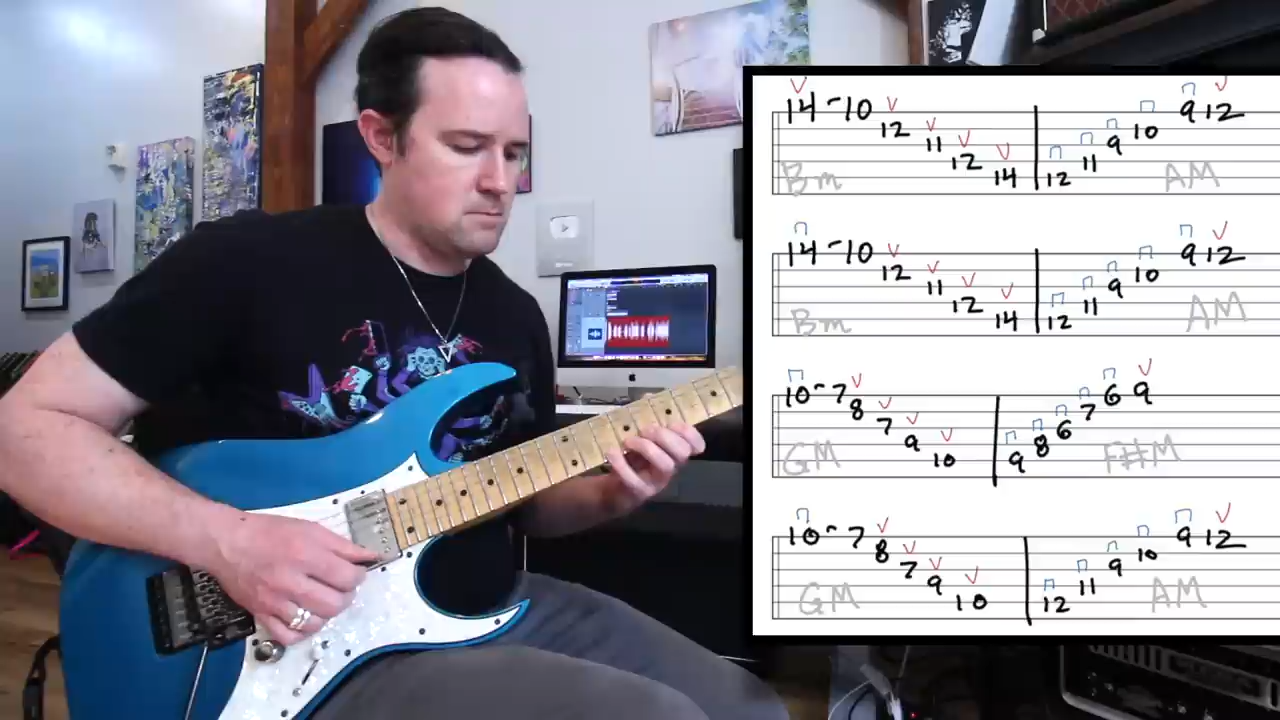 14-10 12 11 12 14 | 12 11 9 10 9 12
Bm AM
14-10 12 11 12 14 | 12 11 9 10 9 12
Bm AM
10-7 8 7 9 10 | 9 8 6 7 6 9
GM F#M
10-7 8 7 9 10 | 12 11 9 10 9 12
GM AM